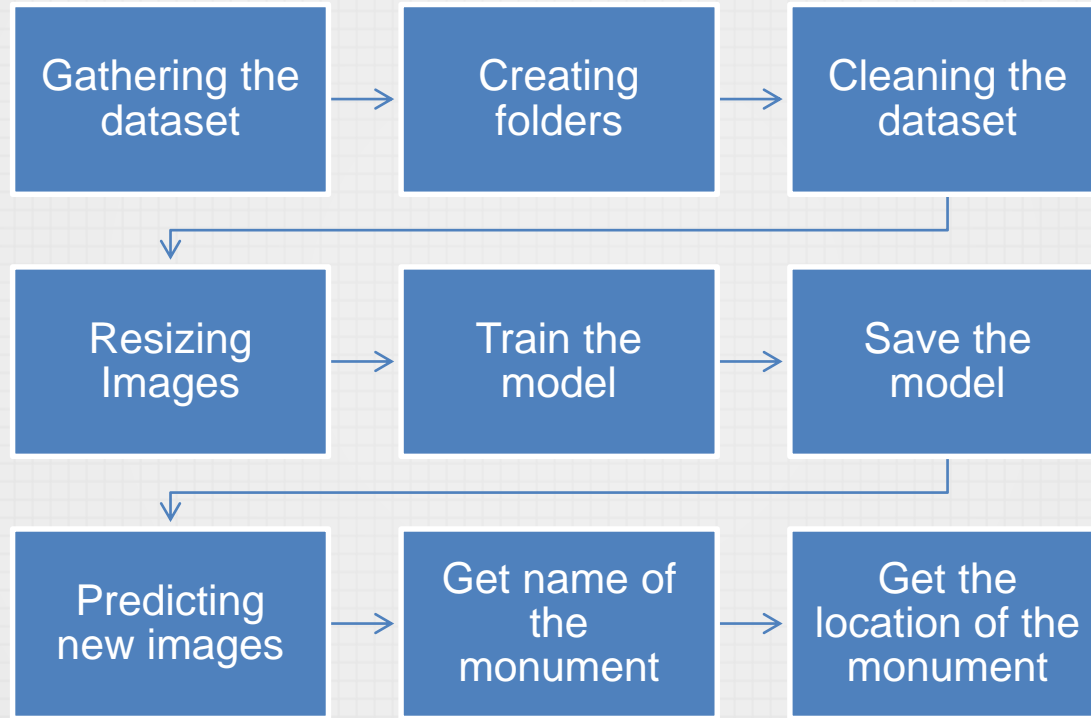 Gathering the
dataset
Creating
folders
Cleaning the
dataset
Resizing
Images
Train the
model
Save the
model
Predicting
new images
Get name of
the
monument
Get the
location of the
monument